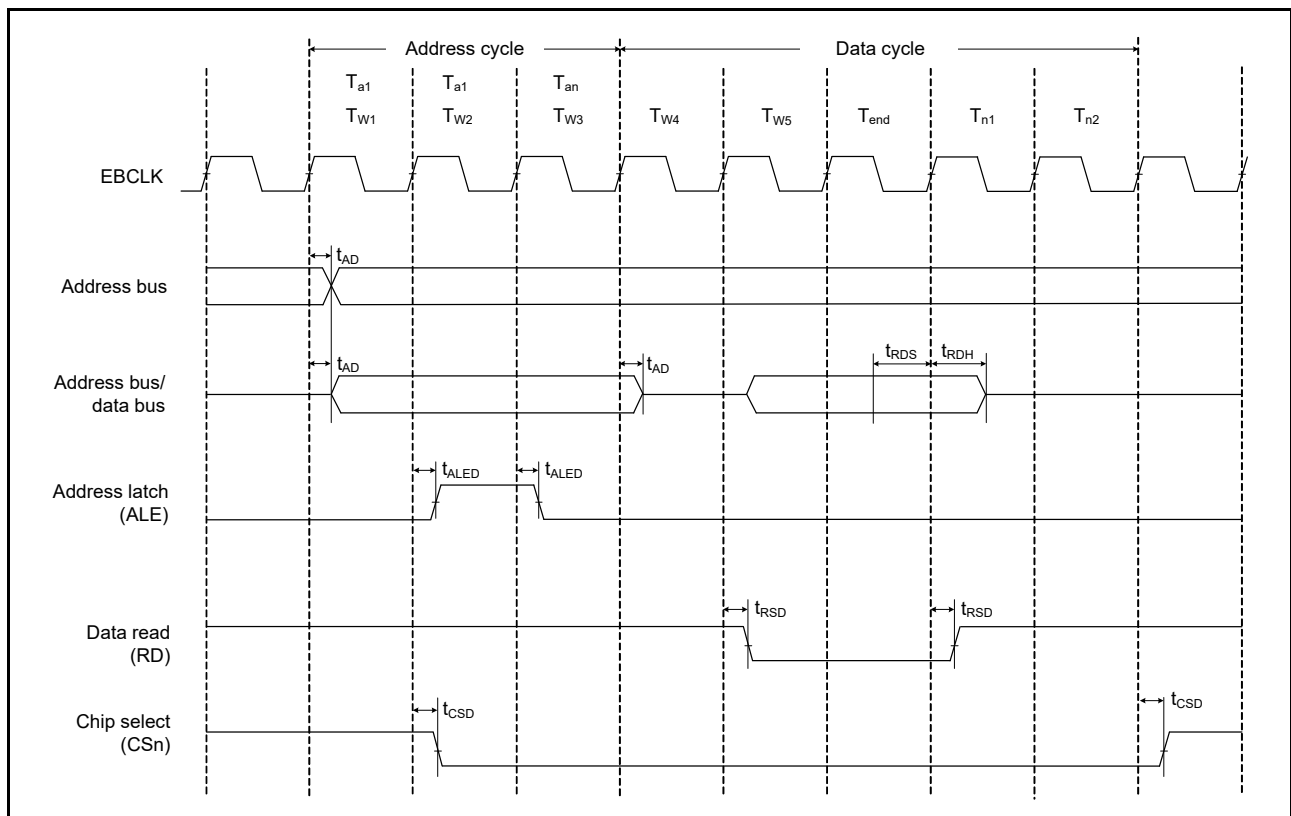 Address cycle Data cycle
Ta1 Ta1 Tan
TW1 TW2 TW3 TW4 TW5 Tend Tn1 Tn2
EBCLK
tAD
Address bus
tAD tAD tRDS tRDH
Address bus/
data bus
tALED tALED
Address latch
(ALE)
tRSD tRSD
Data read
(RD)
tCSD tCSD
Chip select
(CSn)